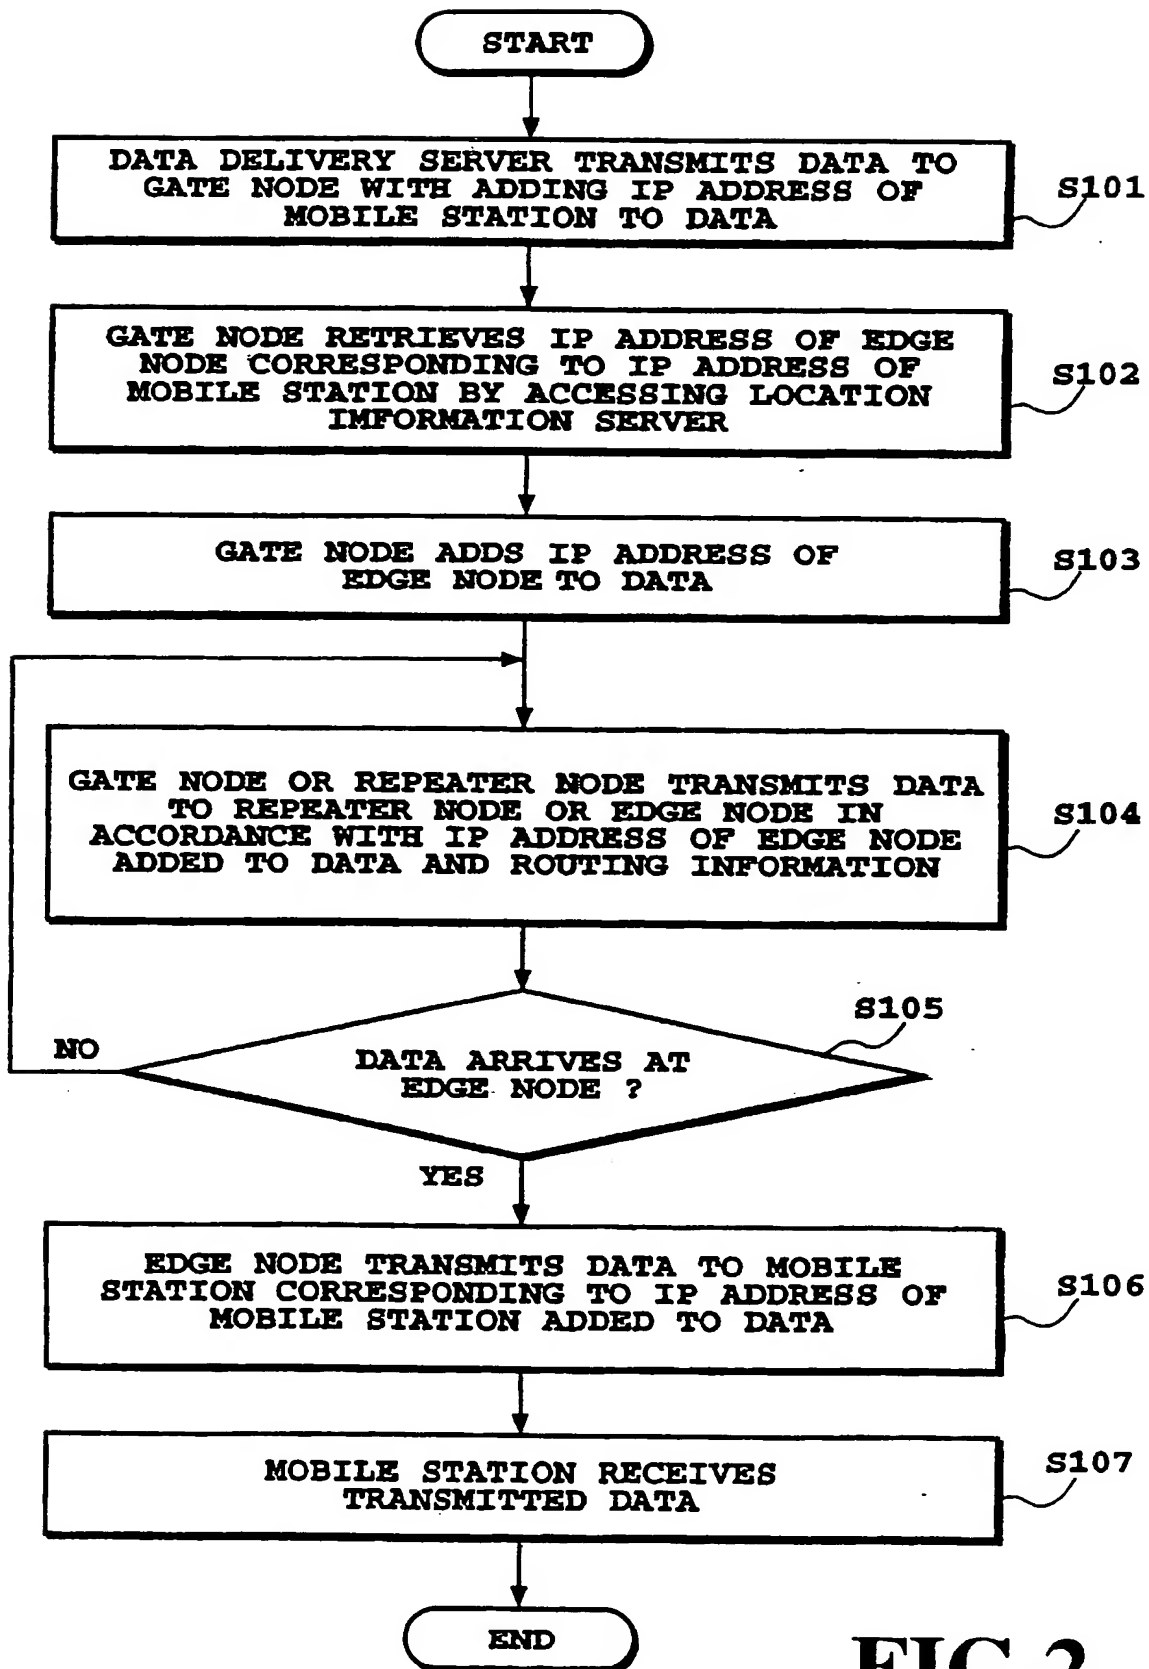 START
DATA DELIVERY SERVER TRANSMITS DATA TO
GATE NODE WITH ADDING IP ADDRESS OF
MOBILE STATION TO DATA
S101
GATE NODE RETRIEVES IP ADDRESS OF EDGE
NODE CORRESPONDING TO IP ADDRESS OF
MOBILE STATION BY ACCESSING LOCATION
IMFORMATION SERVER
S102
GATE NODE ADDS IP ADDRESS OF
EDGE NODE TO DATA
S103
GATE NODE OR REPEATER NODE TRANSMITS DATA
TO REPEATER NODE OR EDGE NODE IN
ACCORDANCE WITH IP ADDRESS OF EDGE NODE
ADDED TO DATA AND ROUTING INFORMATION
S104
S105
NO
DATA ARRIVES AT
EDGE NODE ?
YES
EDGE NODE TRANSMITS DATA TO MOBILE
STATION CORRESPONDING TO IP ADDRESS OF
MOBILE STATION ADDED TO DATA
S106
MOBILE STATION RECEIVES
TRANSMITTED DATA
S107
END
FIG.2